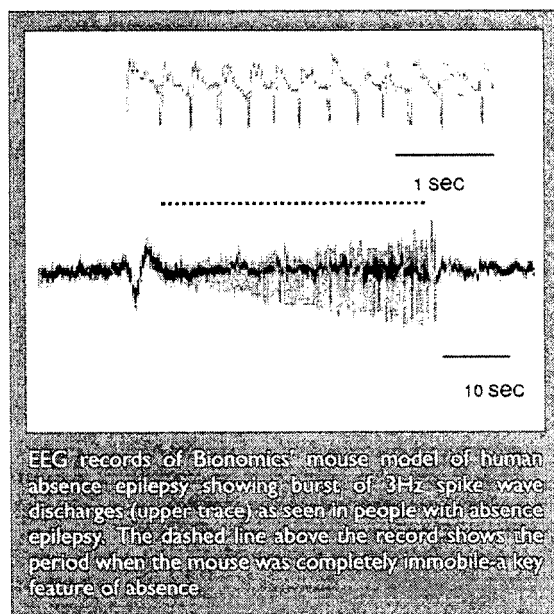 1 sec
10 sec
EEG records of Bionomics' mouse model of human
absence epilepsy showing burst of 3Hz spike wave
discharges (upper trace) as seen in people with absence
epilepsy. The dashed line above the record shows the
period when the mouse was completely immobile-a key
feature of absence.